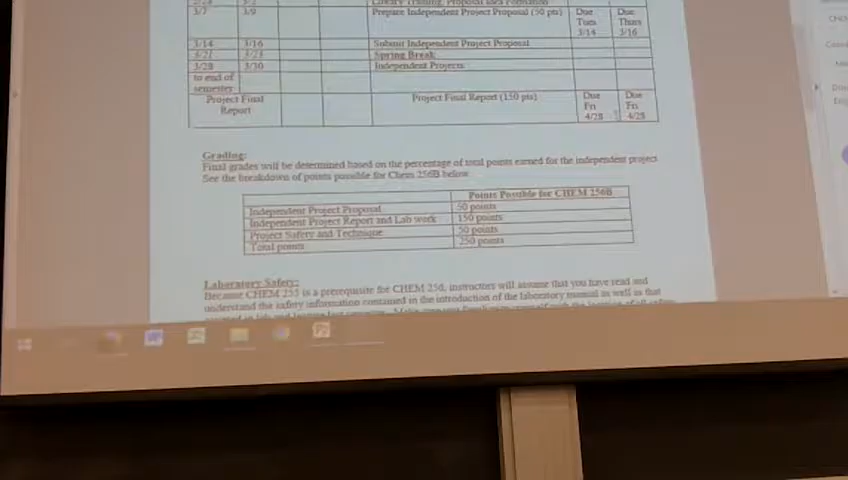 3/7 3/9 Prepare Independent Project Proposal (50 pts) Due Due
Tues Thurs
3/14 3/16
3/14 3/16 Submit Independent Project Proposal
3/21 3/23 Spring Break
3/28 3/30 Independent Projects
to end of
semester
Project Final Project Final Report (150 pts) Due Due
Report Fri Fri
4/28 4/28
Grading:
Final grades will be determined based on the percentage of total points earned for the independent project
See the breakdown of points possible for Chem 256B below
Points Possible for CHEM 256B
Independent Project Proposal 50 points
Independent Project Report and Lab work 150 points
Project Safety and Technique 50 points
Total points 250 points
Laboratory Safety:
Because CHEM 255 is a prerequisite for CHEM 256, instructors will assume that you have read and
understand the safety information contained in the introduction of the laboratory manual as well as that